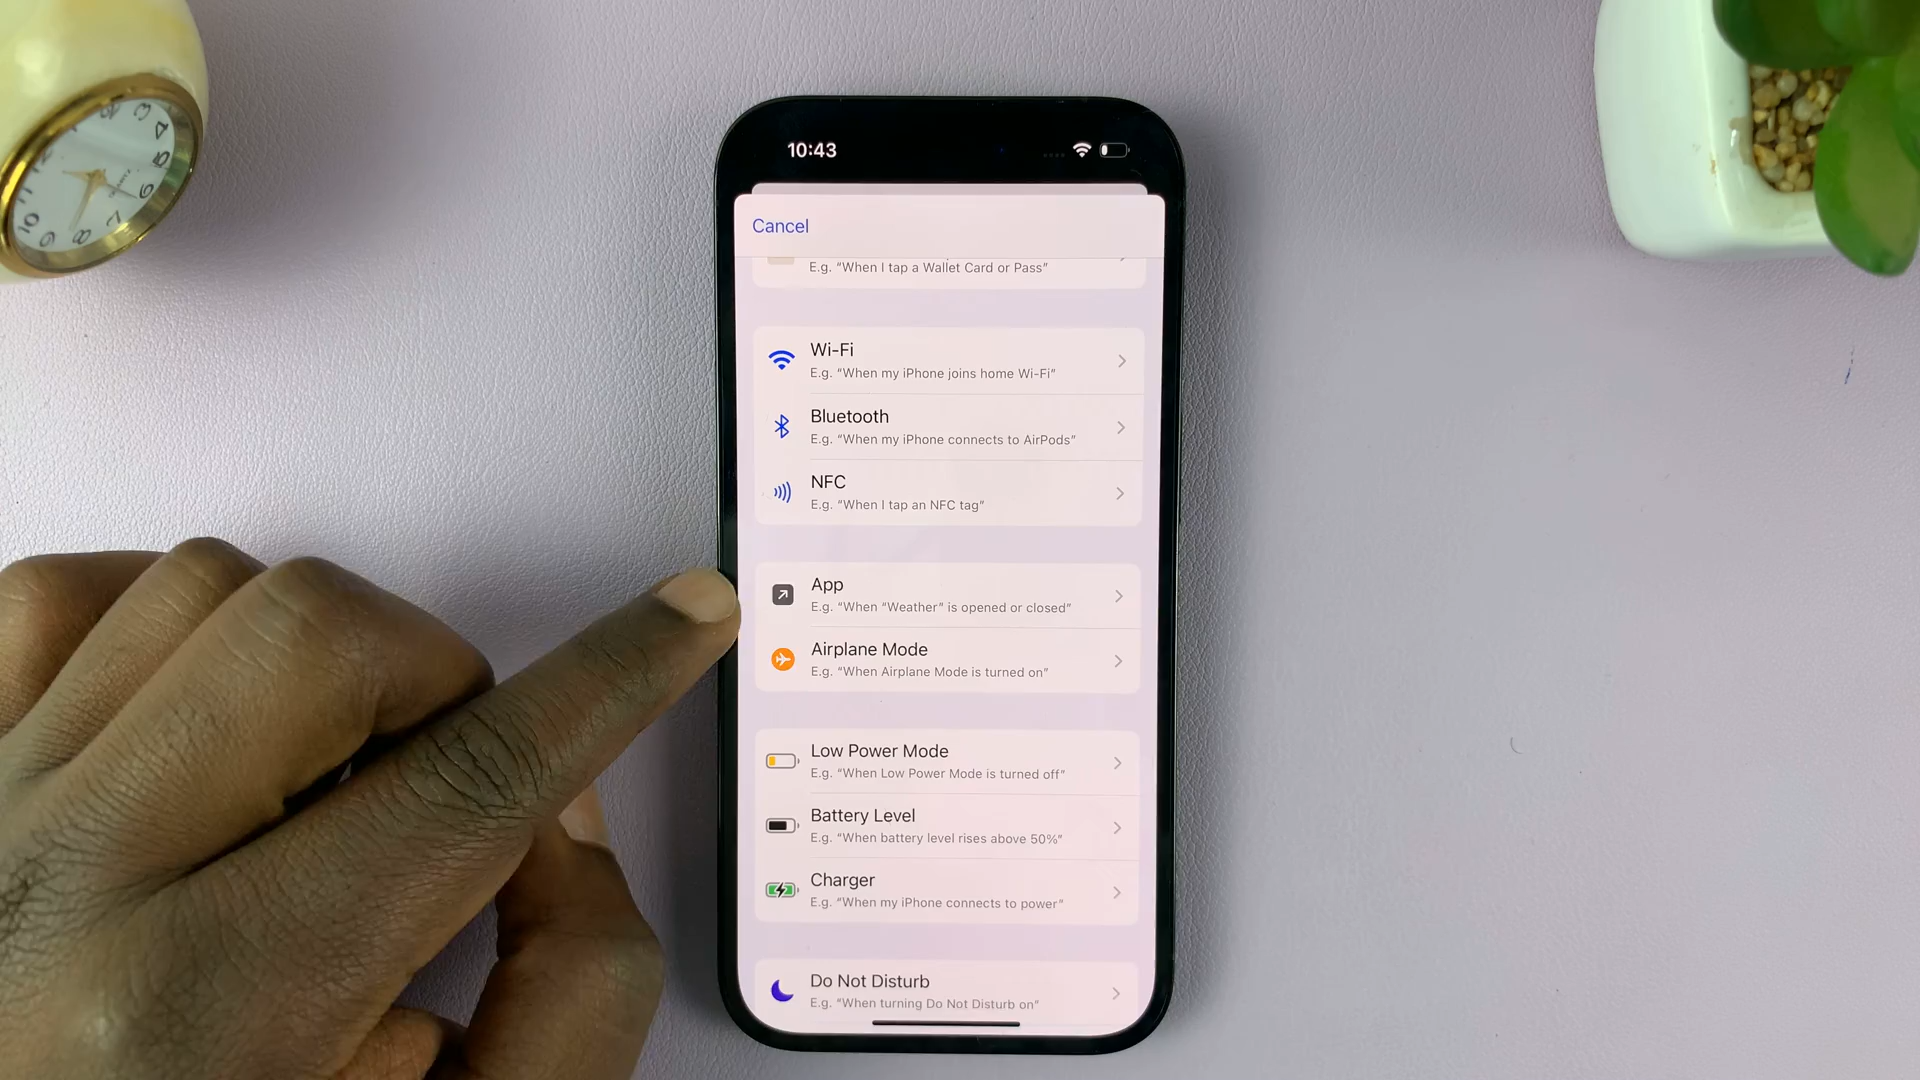 10:43
Cancel
E.g. “When I tap a Wallet Card or Pass”
Wi-Fi
E.g. “When my iPhone joins home Wi-Fi”
Bluetooth
E.g. “When my iPhone connects to AirPods”
NFC
E.g. “When I tap an NFC tag”
App
E.g. “When “Weather” is opened or closed”
Airplane Mode
E.g. “When Airplane Mode is turned on”
Low Power Mode
E.g. “When Low Power Mode is turned off”
Battery Level
E.g. “When battery level rises above 50%”
Charger
E.g. “When my iPhone connects to power”
Do Not Disturb
E.g. “When turning Do Not Disturb on”